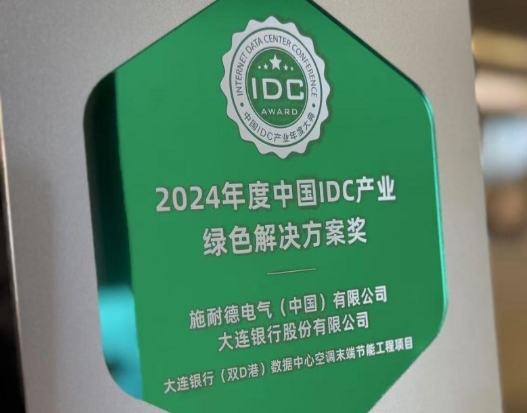 INTERNET DATA CENTER CONFERENCE
IDC
AWARD
中国IDC产业年度大典
2024年度中国IDC产业
绿色解决方案奖
施耐德电气（中国）有限公司
大连银行股份有限公司
大连银行（双D港）数据中心空调末端节能工程项目